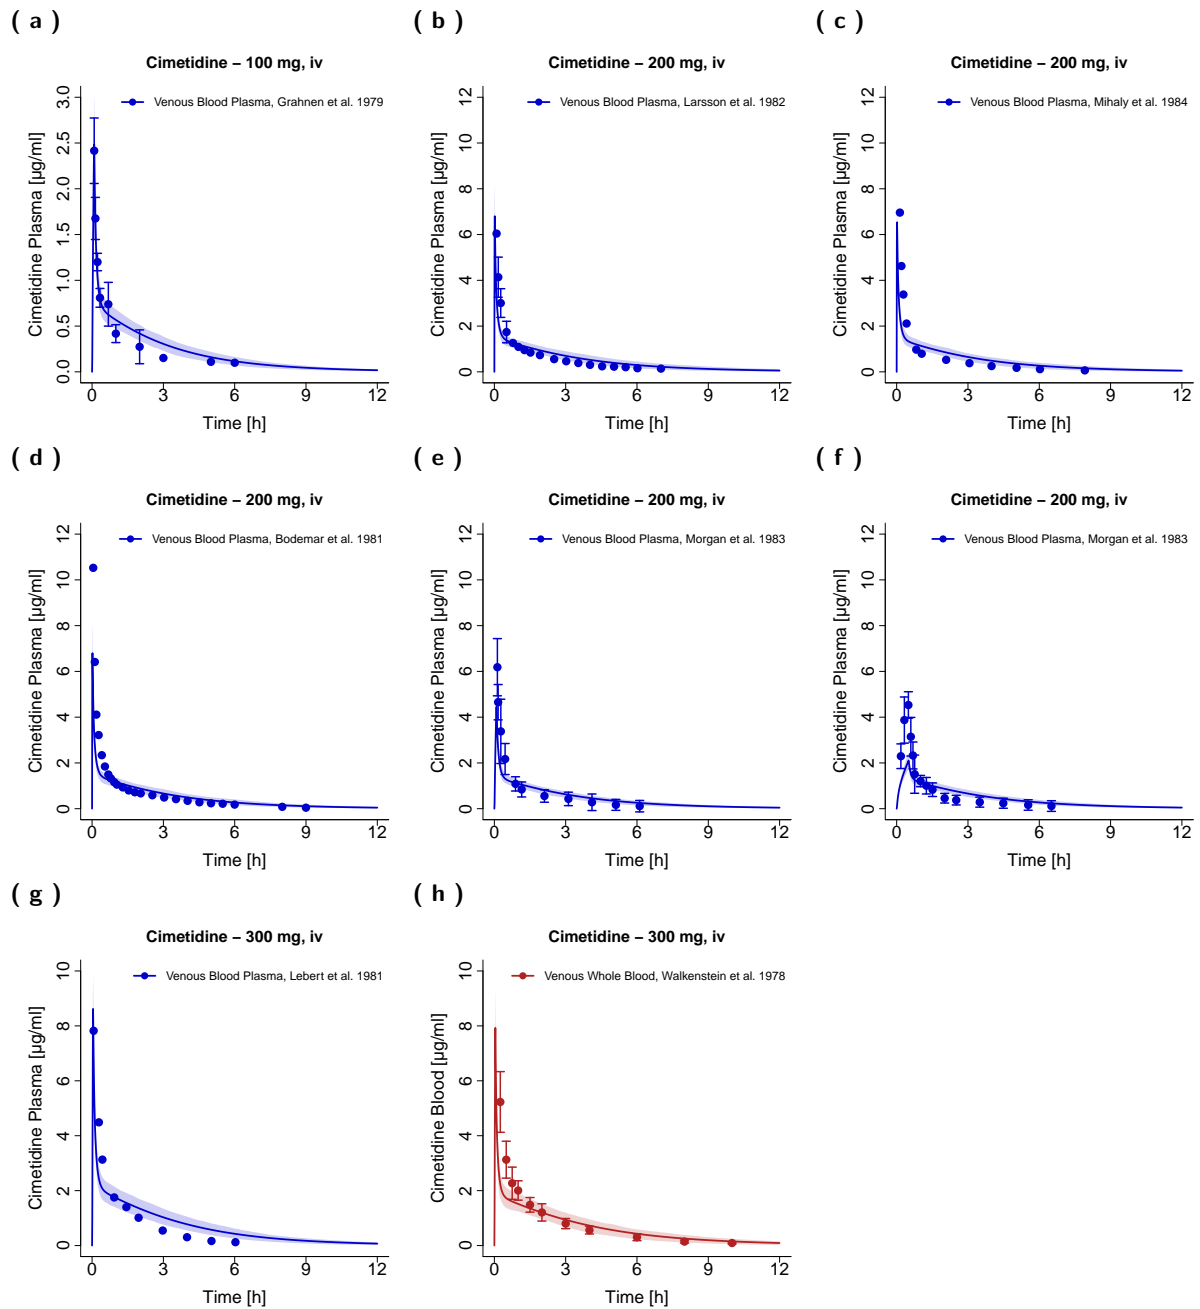 ( a )
Cimetidine – 100 mg, iv
Venous Blood Plasma, Grahnen et al. 1979
Cimetidine Plasma [µg/ml]
3.0
2.5
2.0
1.5
1.0
0.5
0.0
0 3 6 9 12
Time [h]
( b )
Cimetidine – 200 mg, iv
Venous Blood Plasma, Larsson et al. 1982
Cimetidine Plasma [µg/ml]
12
10
8
6
4
2
0
0 3 6 9 12
Time [h]
( c )
Cimetidine – 200 mg, iv
Venous Blood Plasma, Mihaly et al. 1984
Cimetidine Plasma [µg/ml]
12
10
8
6
4
2
0
0 3 6 9 12
Time [h]
( d )
Cimetidine – 200 mg, iv
Venous Blood Plasma, Bodemar et al. 1981
Cimetidine Plasma [µg/ml]
12
10
8
6
4
2
0
0 3 6 9 12
Time [h]
( e )
Cimetidine – 200 mg, iv
Venous Blood Plasma, Morgan et al. 1983
Cimetidine Plasma [µg/ml]
12
10
8
6
4
2
0
0 3 6 9 12
Time [h]
( f )
Cimetidine – 200 mg, iv
Venous Blood Plasma, Morgan et al. 1983
Cimetidine Plasma [µg/ml]
12
10
8
6
4
2
0
0 3 6 9 12
Time [h]
( g )
Cimetidine – 300 mg, iv
Venous Blood Plasma, Lebert et al. 1981
Cimetidine Plasma [µg/ml]
10
8
6
4
2
0
0 3 6 9 12
Time [h]
( h )
Cimetidine – 300 mg, iv
Venous Whole Blood, Walkenstein et al. 1978
Cimetidine Blood [µg/ml]
10
8
6
4
2
0
0 3 6 9 12
Time [h]